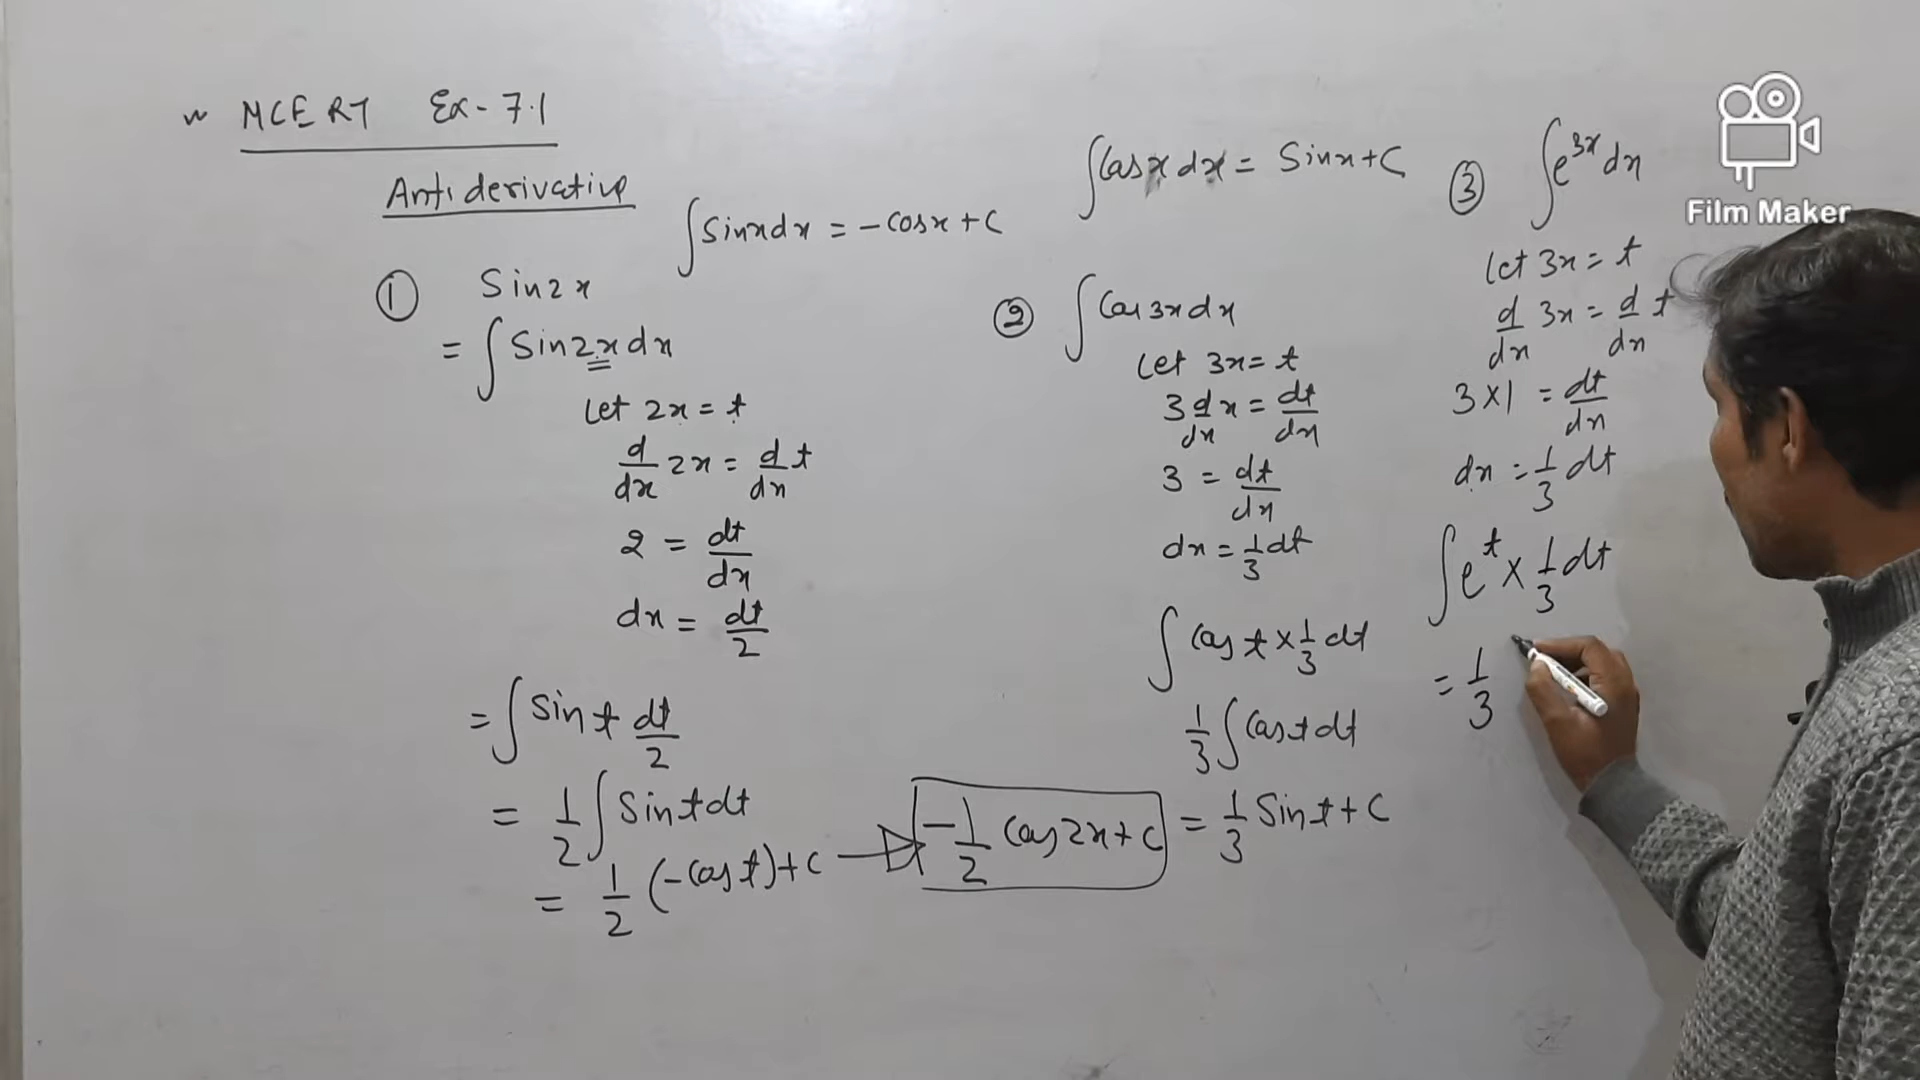 ~ NCERT Ex-7.1
Antiderivative
∫sinx dx = -cosx + C
① Sin2x
= ∫Sin2x dx
Let 2x = t
d/dx 2x = d/dx t
2 = dt/dx
dx = dt/2
= ∫Sin t dt/2
= 1/2 ∫Sint dt
= 1/2 (-Cos t) + C → -1/2 Cos2x + C
∫Cosx dx = Sinx + C
② ∫Cos3x dx
Let 3x = t
3 d/dx x = dt/dx
3 = dt/dx
dx = 1/3 dt
∫Cos t × 1/3 dt
1/3 ∫Cost dt
= 1/3 Sint + C
③ ∫e^3x dx
Let 3x = t
d/dx 3x = d/dx t
3×1 = dt/dx
dx = 1/3 dt
∫e^t × 1/3 dt
= 1/3
Film Maker